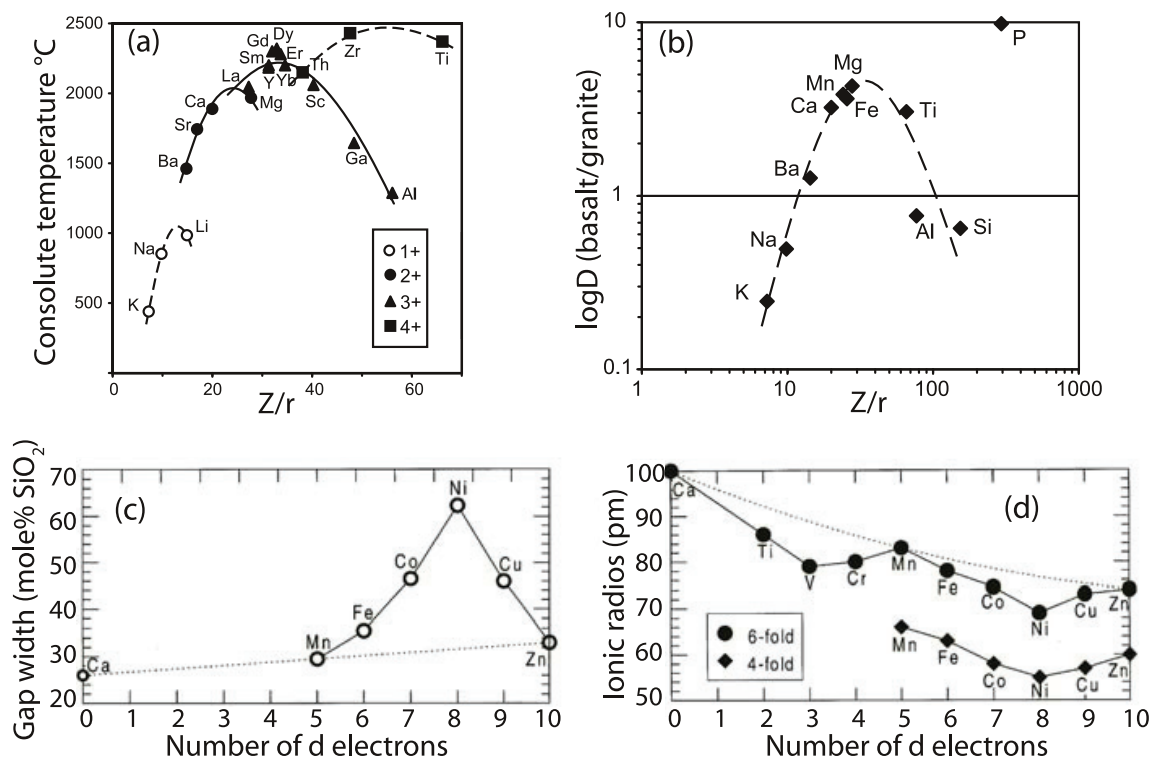 (a)
Consolute temperature °C
2500
2000
1500
1000
500
0
20
40
60
Z/r
K
Na
Li
Ba
Sr
Ca
Mg
La
Sm
Gd
Dy
Er
Y
Yb
Th
Sc
Ga
Al
Zr
Ti
1+
2+
3+
4+
(b)
logD (basalt/granite)
10
1
0.1
1
10
100
1000
Z/r
K
Na
Ba
Ca
Mn
Mg
Fe
Ti
Al
Si
P
(c)
Gap width (mole% SiO2)
70
60
50
40
30
20
0 1 2 3 4 5 6 7 8 9 10
Number of d electrons
Ca
Mn
Fe
Co
Ni
Cu
Zn
(d)
Ionic radios (pm)
100
90
80
70
60
50
0 1 2 3 4 5 6 7 8 9 10
Number of d electrons
Ca
Ti
V
Cr
Mn
Fe
Co
Ni
Cu
Zn
Mn
Fe
Co
Ni
Cu
Zn
6-fold
4-fold